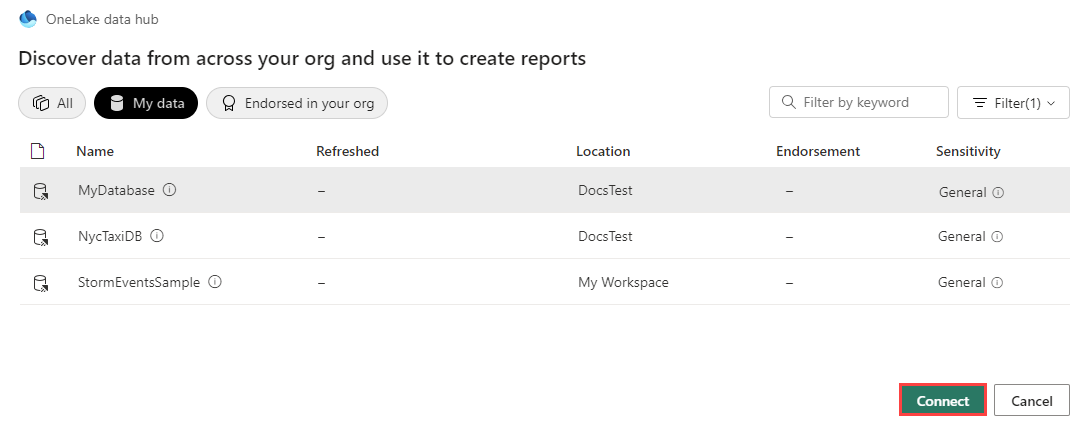 OneLake data hub
Discover data from across your org and use it to create reports
All My data Endorsed in your org Filter by keyword Filter(1)
Name Refreshed Location Endorsement Sensitivity
MyDatabase – DocsTest – General
NycTaxiDB – DocsTest – General
StormEventsSample – My Workspace – General
Connect Cancel